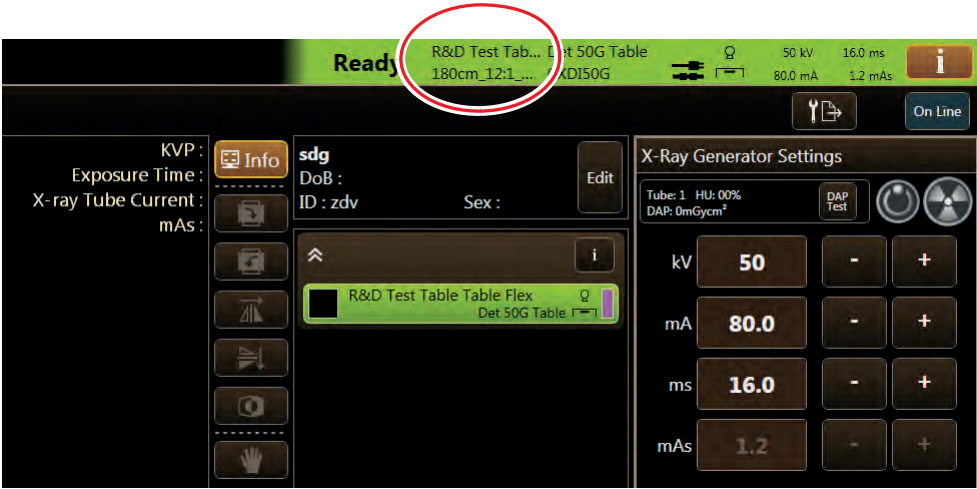 Ready
R&D Test Tab... Det 50G Table
50 kV 16.0 ms
180cm_12:1_... CXDI50G
80.0 mA 1.2 mAs
i
On Line
KVP :
Exposure Time :
X-ray Tube Current :
mAs :
Info
sdg
DoB :
ID : zdv Sex :
Edit
i
R&D Test Table Table Flex
Det 50G Table
X-Ray Generator Settings
Tube: 1 HU: 00%
DAP: 0mGycm²
DAP
Test
kV 50 - +
mA 80.0 - +
ms 16.0 - +
mAs 1.2 - +